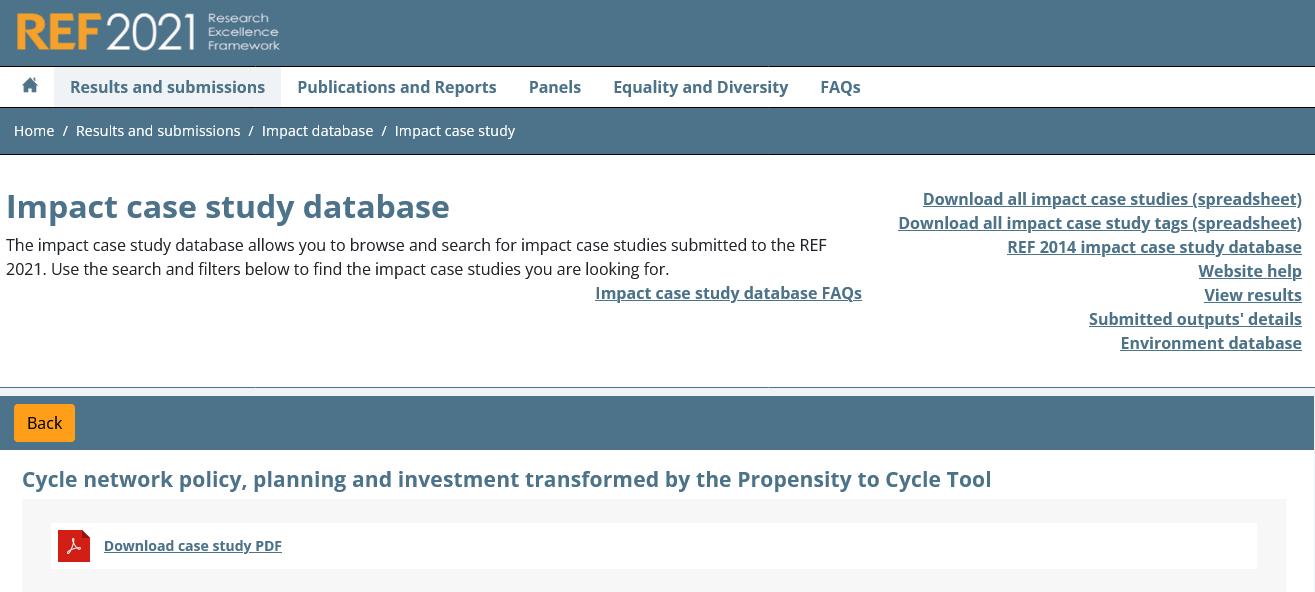 REF2021 Research
Excellence
Framework
Results and submissions Publications and Reports Panels Equality and Diversity FAQs
Home / Results and submissions / Impact database / Impact case study
Impact case study database
The impact case study database allows you to browse and search for impact case studies submitted to the REF
2021. Use the search and filters below to find the impact case studies you are looking for.
Impact case study database FAQs
Download all impact case studies (spreadsheet)
Download all impact case study tags (spreadsheet)
REF 2014 impact case study database
Website help
View results
Submitted outputs' details
Environment database
Back
Cycle network policy, planning and investment transformed by the Propensity to Cycle Tool
Download case study PDF